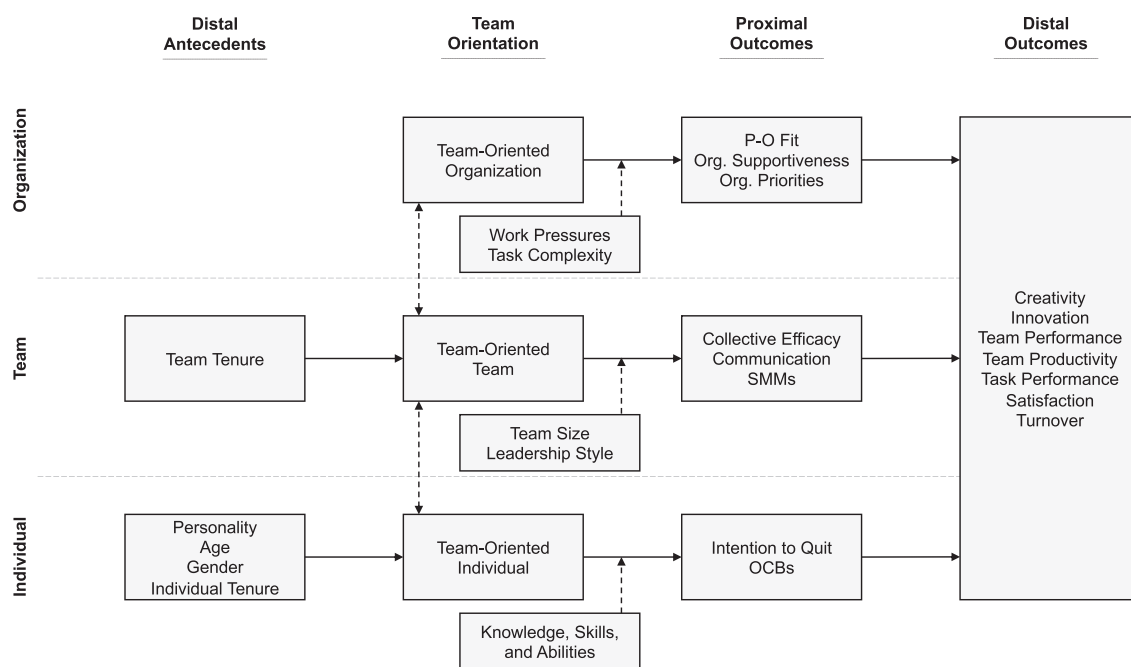 Distal
Antecedents
Team
Orientation
Proximal
Outcomes
Distal
Outcomes
Organization
Team-Oriented
Organization
P-O Fit
Org. Supportiveness
Org. Priorities
Work Pressures
Task Complexity
Team
Team Tenure
Team-Oriented
Team
Collective Efficacy
Communication
SMMs
Team Size
Leadership Style
Individual
Personality
Age
Gender
Individual Tenure
Team-Oriented
Individual
Intention to Quit
OCBs
Knowledge, Skills,
and Abilities
Creativity
Innovation
Team Performance
Team Productivity
Task Performance
Satisfaction
Turnover